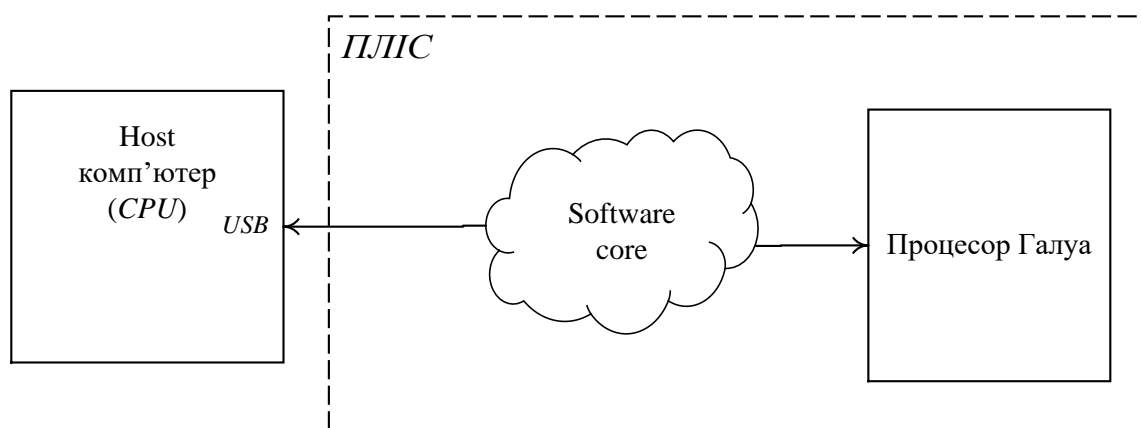 ПЛІС
Host
комп’ютер
(CPU)
USB
Software
core
Процесор Галуа